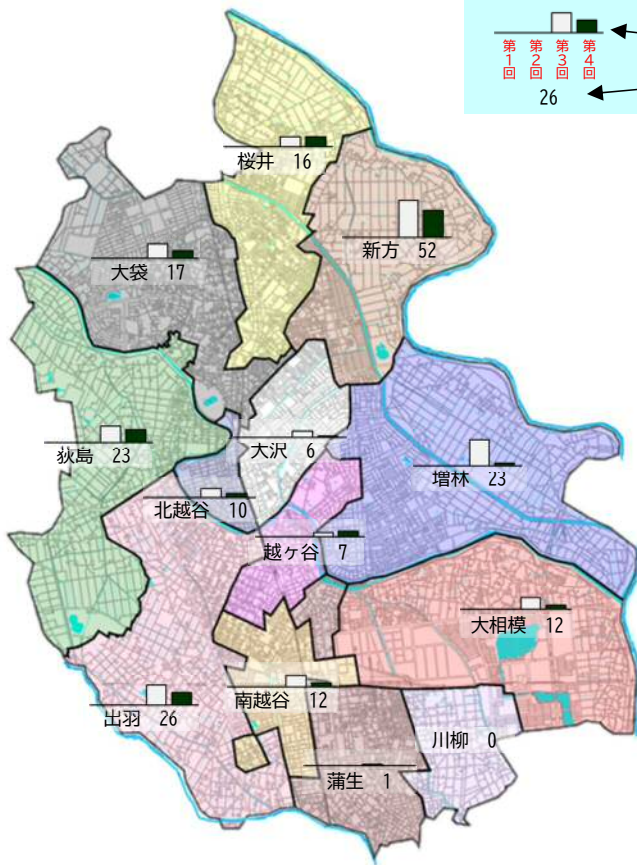 第1回
第2回
第3回
第4回
26
桜井 16
新方 52
大袋 17
荻島 23
大沢 6
増林 23
北越谷 10
越ヶ谷 7
大相模 12
出羽 26
南越谷 12
川柳 0
蒲生 1